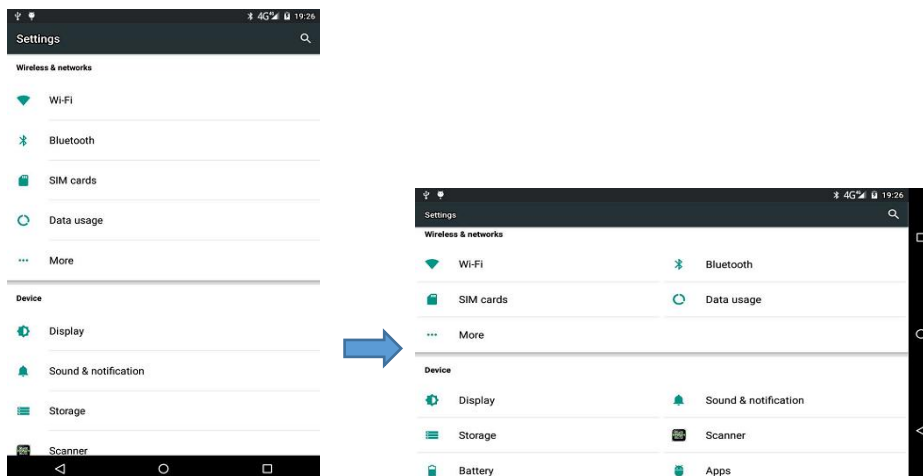 4G 19:26
Settings
Wireless & networks
Wi-Fi
Bluetooth
SIM cards
Data usage
More
Device
Display
Sound & notification
Storage
Scanner
4G 19:26
Settings
Wireless & networks
Wi-Fi Bluetooth
SIM cards Data usage
More
Device
Display Sound & notification
Storage Scanner
Battery Apps